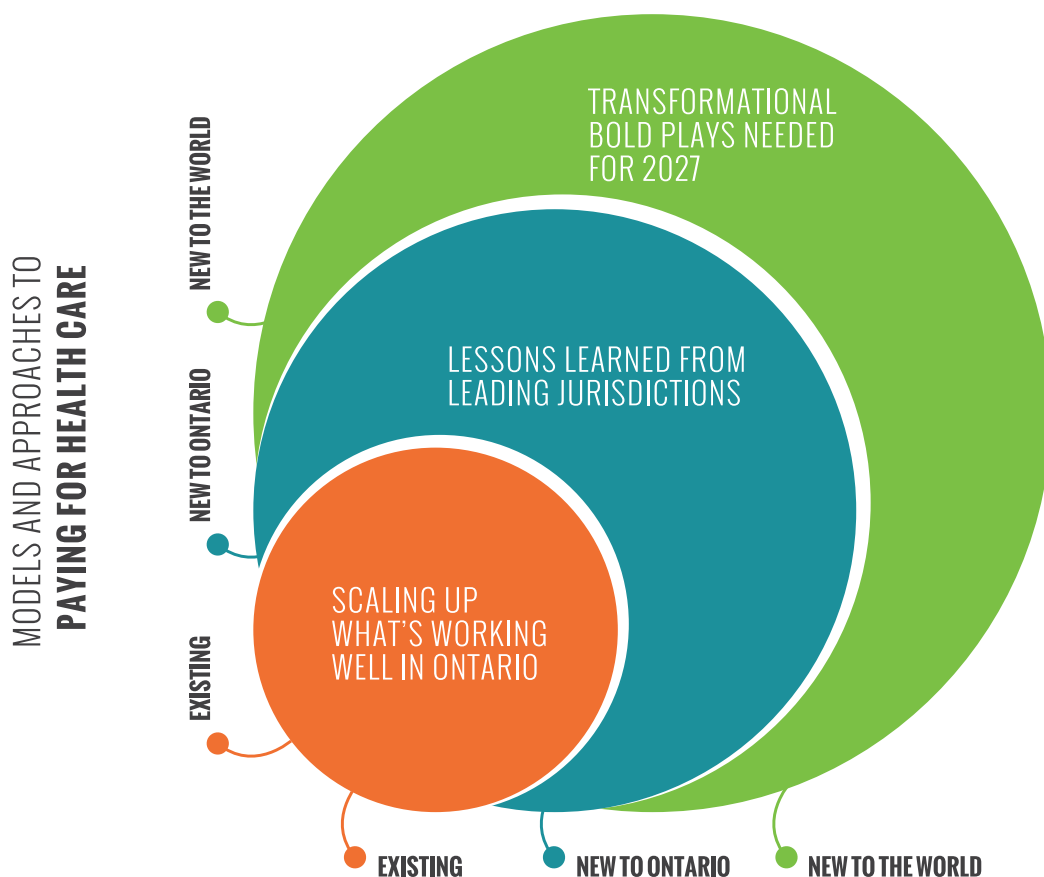 MODELS AND APPROACHES TO
PAYING FOR HEALTH CARE
NEW TO THE WORLD
NEW TO ONTARIO
EXISTING
TRANSFORMATIONAL
BOLD PLAYS NEEDED
FOR 2027
LESSONS LEARNED FROM
LEADING JURISDICTIONS
SCALING UP
WHAT'S WORKING
WELL IN ONTARIO
EXISTING
NEW TO ONTARIO
NEW TO THE WORLD